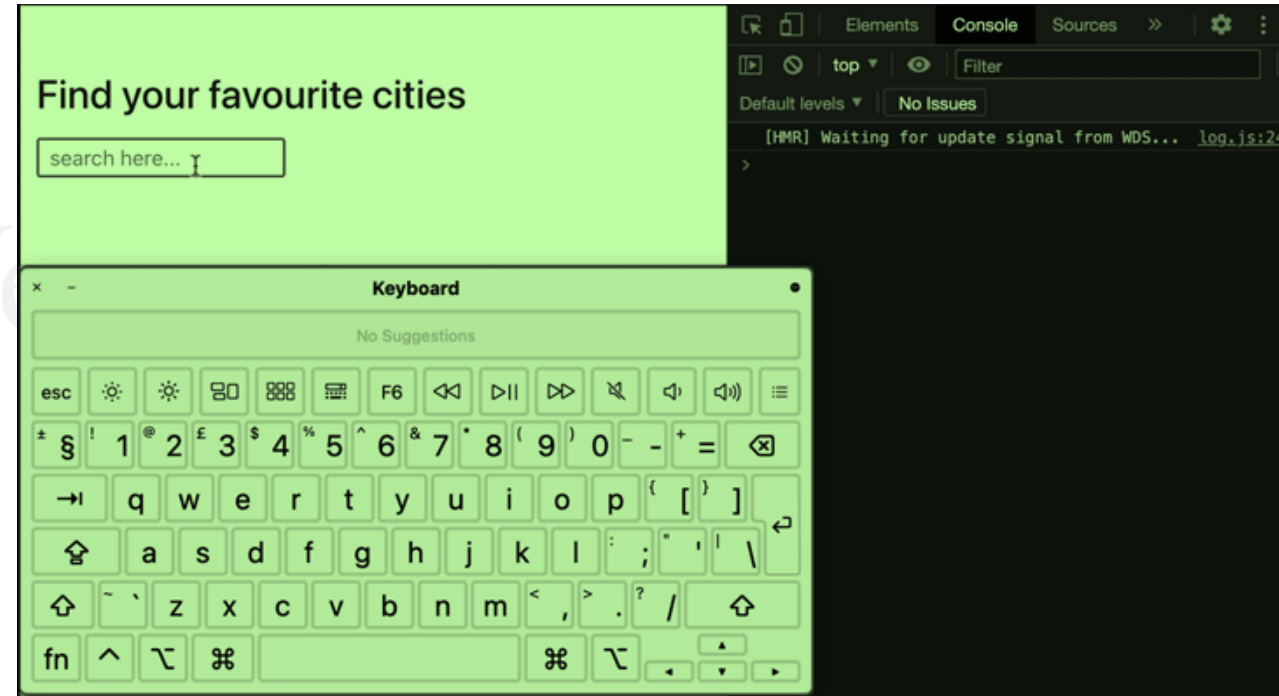 Elements Console Sources »
top ▼ Filter
Default levels ▼ No Issues
[HMR] Waiting for update signal from WDS... log.js:24
>
Find your favourite cities
search here...
× – Keyboard
No Suggestions
esc F6
± § ! 1 @ 2 £ 3 $ 4 % 5 ^ 6 & 7 * 8 ( 9 ) 0 _ - + =
q w e r t y u i o p { [ } ]
a s d f g h j k l : ; " ' | \
~ ` z x c v b n m < , > . ? /
fn ^ ⌥ ⌘ ⌘ ⌥